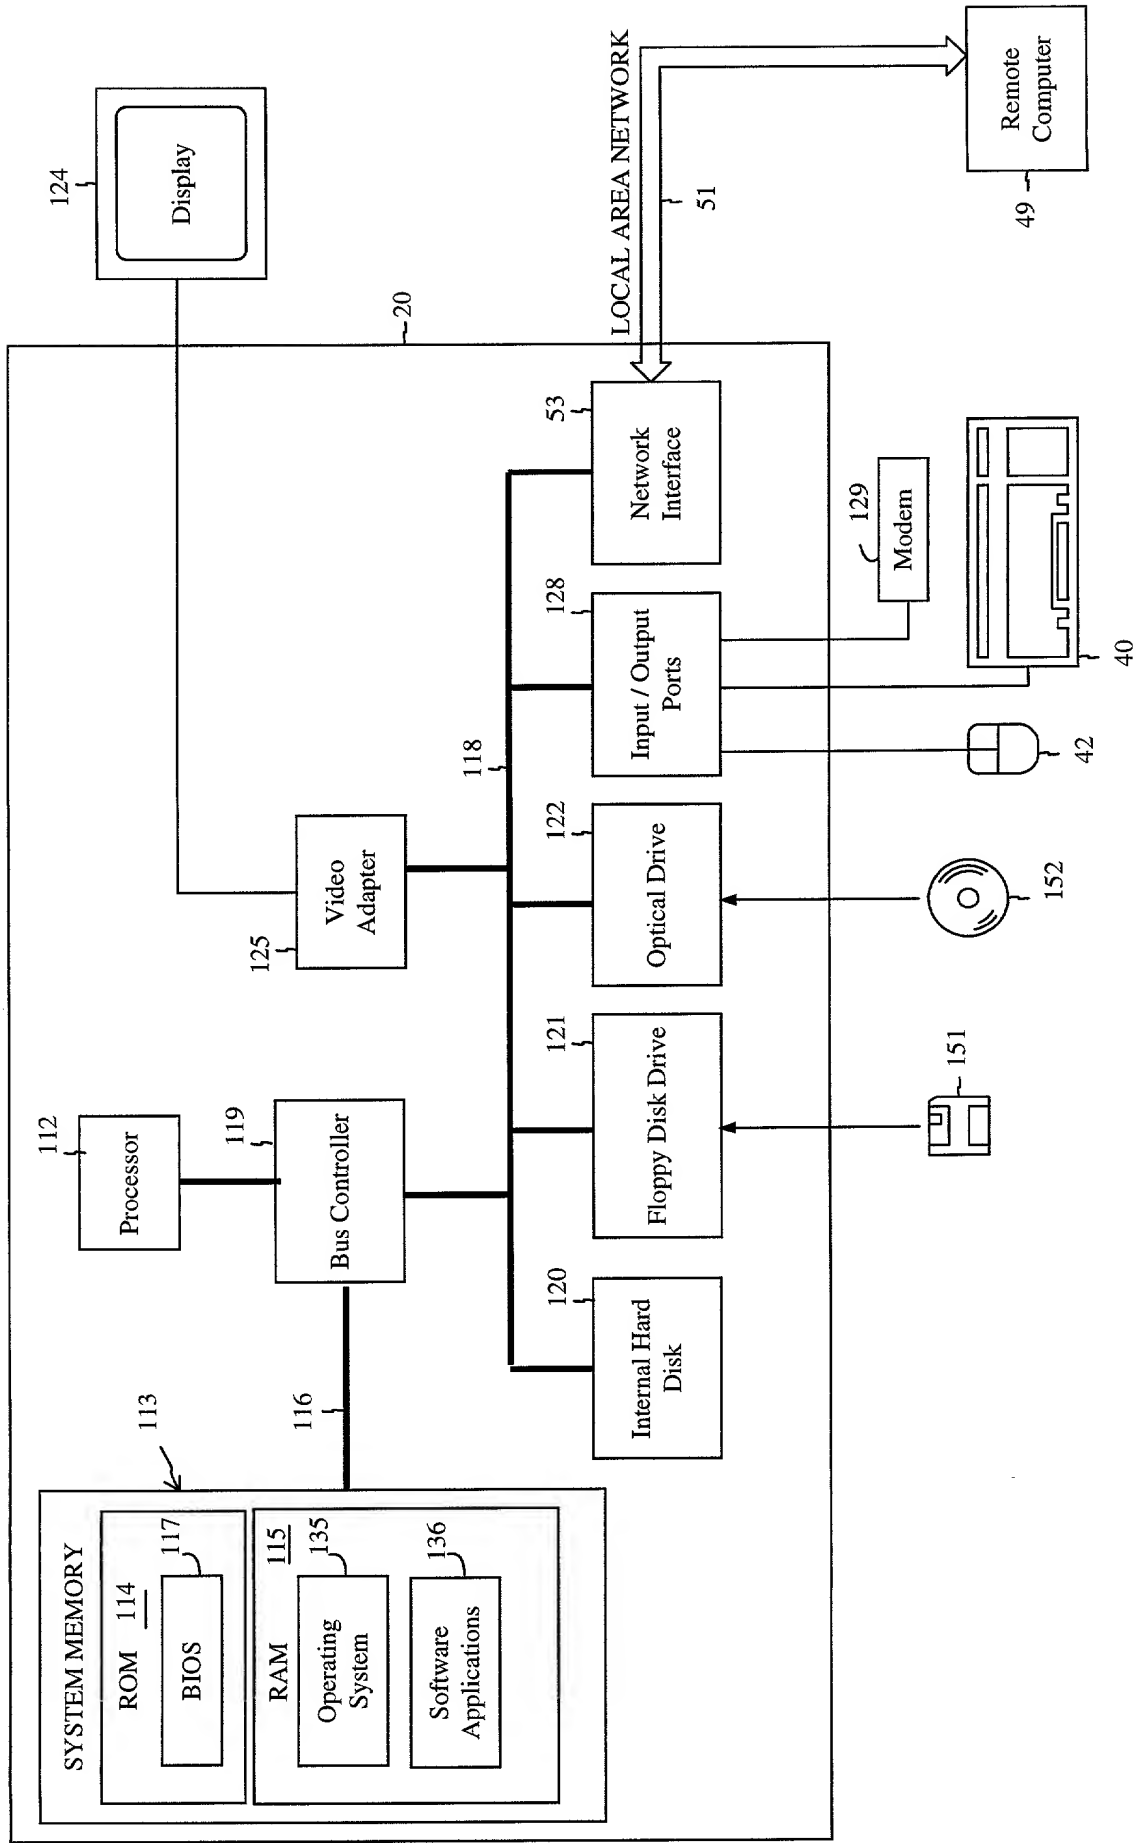 SYSTEM MEMORY
ROM 114
BIOS
117
RAM 115
Operating
System
135
Software
Applications
136
113
116
112
Processor
119
Bus Controller
124
Display
125
Video
Adapter
20
118
120
Internal Hard
Disk
121
Floppy Disk Drive
122
Optical Drive
128
Input / Output
Ports
53
Network
Interface
LOCAL AREA NETWORK
51
129
Modem
151
152
42
40
49
Remote
Computer